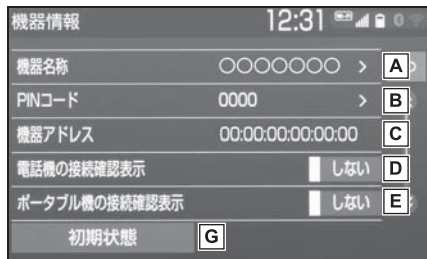 機器情報 12:31 0
機器名称 ○○○○○○○ > A
PINコード 0000 > B
機器アドレス 00:00:00:00:00:00 C
電話機の接続確認表示 しない D
ポータブル機の接続確認表示 しない E
初期状態 G